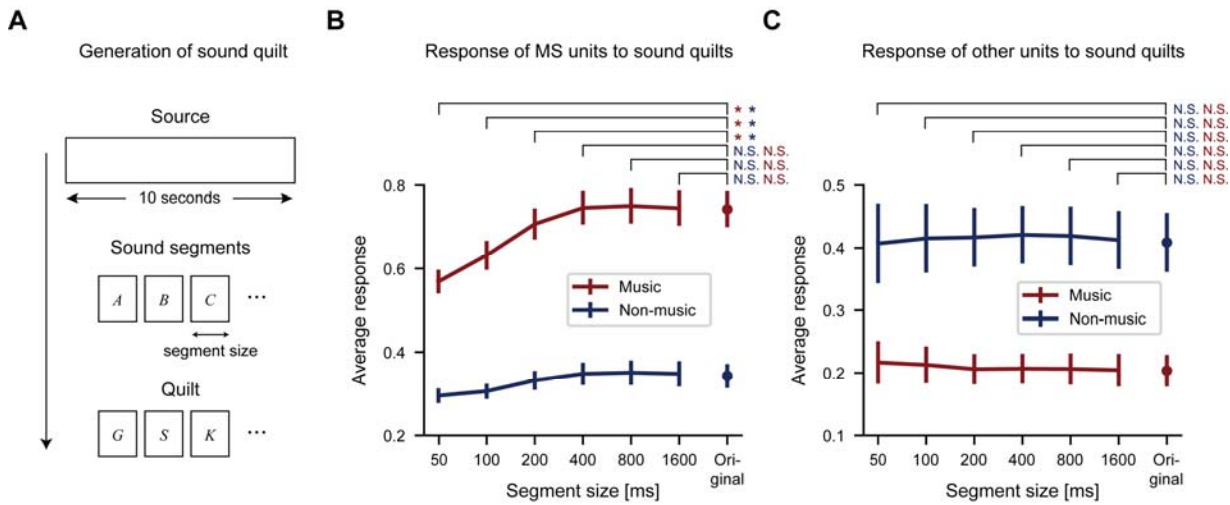 A
Generation of sound quilt
Source
10 seconds
Sound segments
A B C ...
segment size
Quilt
G S K ...
B
Response of MS units to sound quilts
* *
* *
* *
N.S. N.S.
N.S. N.S.
N.S. N.S.
0.8
0.6
0.4
0.2
Average response
Music
Non-music
50 100 200 400 800 1600 Ori-
ginal
Segment size [ms]
C
Response of other units to sound quilts
N.S. N.S.
N.S. N.S.
N.S. N.S.
N.S. N.S.
N.S. N.S.
N.S. N.S.
0.5
0.4
0.3
0.2
0.1
Average response
Music
Non-music
50 100 200 400 800 1600 Ori-
ginal
Segment size [ms]